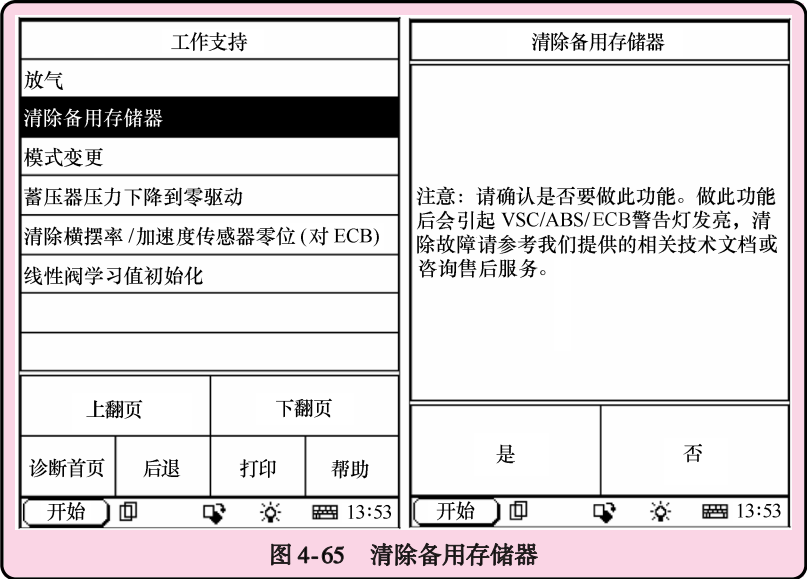 工作支持
放气
清除备用存储器
模式变更
蓄压器压力下降到零驱动
清除横摆率/加速度传感器零位(对 ECB)
线性阀学习值初始化
上翻页
下翻页
诊断首页
后退
打印
帮助
开始
13:53
清除备用存储器
注意：请确认是否要做此功能。做此功能
后会引起 VSC/ABS/ECB警告灯发亮，清
除故障请参考我们提供的相关技术文档或
咨询售后服务。
是
否
开始
13:53
图 4-65 清除备用存储器